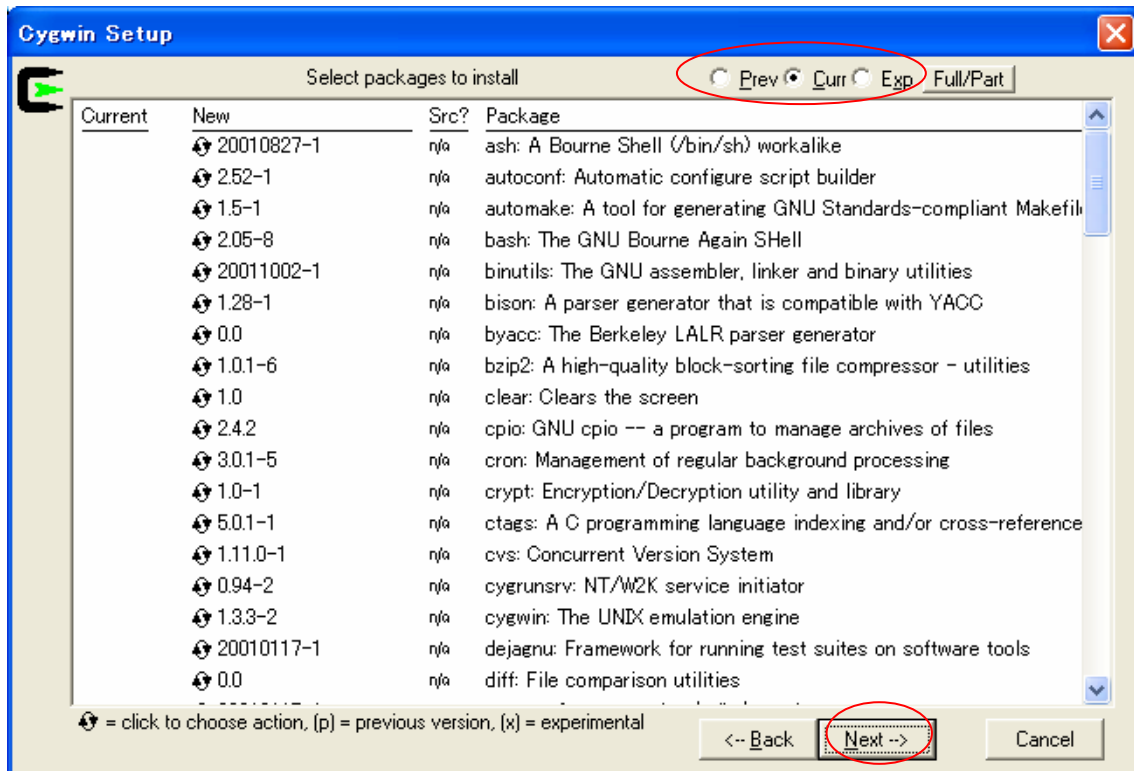 Cygwin Setup
Select packages to install Prev Curr Exp Full/Part
Current New Src? Package
20010827-1 n/a ash: A Bourne Shell (/bin/sh) workalike
2.52-1 n/a autoconf: Automatic configure script builder
1.5-1 n/a automake: A tool for generating GNU Standards-compliant Makefil
2.05-8 n/a bash: The GNU Bourne Again SHell
20011002-1 n/a binutils: The GNU assembler, linker and binary utilities
1.28-1 n/a bison: A parser generator that is compatible with YACC
0.0 n/a byacc: The Berkeley LALR parser generator
1.0.1-6 n/a bzip2: A high-quality block-sorting file compressor - utilities
1.0 n/a clear: Clears the screen
2.4.2 n/a cpio: GNU cpio -- a program to manage archives of files
3.0.1-5 n/a cron: Management of regular background processing
1.0-1 n/a crypt: Encryption/Decryption utility and library
5.0.1-1 n/a ctags: A C programming language indexing and/or cross-reference
1.11.0-1 n/a cvs: Concurrent Version System
0.94-2 n/a cygrunsrv: NT/W2K service initiator
1.3.3-2 n/a cygwin: The UNIX emulation engine
20010117-1 n/a dejagnu: Framework for running test suites on software tools
0.0 n/a diff: File comparison utilities
= click to choose action, (p) = previous version, (x) = experimental
<-- Back Next --> Cancel